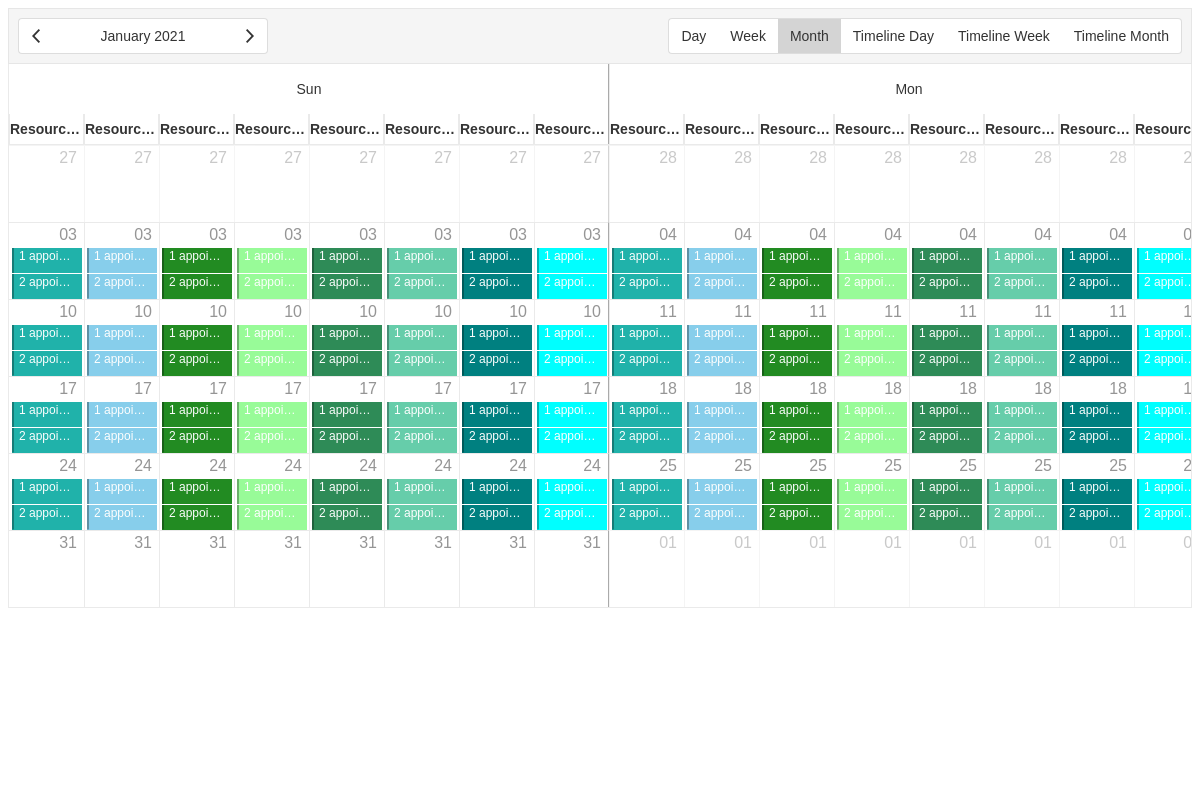 January 2021 Day Week Month Timeline Day Timeline Week Timeline Month
Sun Mon
Resourc… Resourc… Resourc… Resourc… Resourc… Resourc… Resourc… Resourc… Resourc… Resourc… Resourc… Resourc… Resourc… Resourc… Resourc… Resourc
27 27 27 27 27 27 27 27 28 28 28 28 28 28 28 2
03 03 03 03 03 03 03 03 04 04 04 04 04 04 04 0
1 appoi… 1 appoi… 1 appoi… 1 appoi… 1 appoi… 1 appoi… 1 appoi… 1 appoi… 1 appoi… 1 appoi… 1 appoi… 1 appoi… 1 appoi… 1 appoi… 1 appoi… 1 appoi…
2 appoi… 2 appoi… 2 appoi… 2 appoi… 2 appoi… 2 appoi… 2 appoi… 2 appoi… 2 appoi… 2 appoi… 2 appoi… 2 appoi… 2 appoi… 2 appoi… 2 appoi… 2 appoi…
10 10 10 10 10 10 10 10 11 11 11 11 11 11 11 1
1 appoi… 1 appoi… 1 appoi… 1 appoi… 1 appoi… 1 appoi… 1 appoi… 1 appoi… 1 appoi… 1 appoi… 1 appoi… 1 appoi… 1 appoi… 1 appoi… 1 appoi… 1 appoi…
2 appoi… 2 appoi… 2 appoi… 2 appoi… 2 appoi… 2 appoi… 2 appoi… 2 appoi… 2 appoi… 2 appoi… 2 appoi… 2 appoi… 2 appoi… 2 appoi… 2 appoi… 2 appoi…
17 17 17 17 17 17 17 17 18 18 18 18 18 18 18 1
1 appoi… 1 appoi… 1 appoi… 1 appoi… 1 appoi… 1 appoi… 1 appoi… 1 appoi… 1 appoi… 1 appoi… 1 appoi… 1 appoi… 1 appoi… 1 appoi… 1 appoi… 1 appoi…
2 appoi… 2 appoi… 2 appoi… 2 appoi… 2 appoi… 2 appoi… 2 appoi… 2 appoi… 2 appoi… 2 appoi… 2 appoi… 2 appoi… 2 appoi… 2 appoi… 2 appoi… 2 appoi…
24 24 24 24 24 24 24 24 25 25 25 25 25 25 25 2
1 appoi… 1 appoi… 1 appoi… 1 appoi… 1 appoi… 1 appoi… 1 appoi… 1 appoi… 1 appoi… 1 appoi… 1 appoi… 1 appoi… 1 appoi… 1 appoi… 1 appoi… 1 appoi…
2 appoi… 2 appoi… 2 appoi… 2 appoi… 2 appoi… 2 appoi… 2 appoi… 2 appoi… 2 appoi… 2 appoi… 2 appoi… 2 appoi… 2 appoi… 2 appoi… 2 appoi… 2 appoi…
31 31 31 31 31 31 31 31 01 01 01 01 01 01 01 0